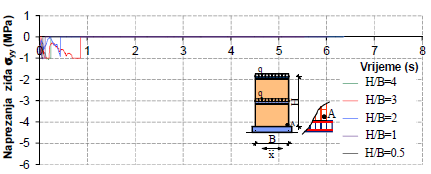 Naprezanja ziđa σyy (MPa)
1
0
-1
-2
-3
-4
-5
-6
0
1
2
3
4
5
6
7
8
Vrijeme (s)
H/B=4
H/B=3
H/B=2
H/B=1
H/B=0.5
q
q
H
A
B
x
A